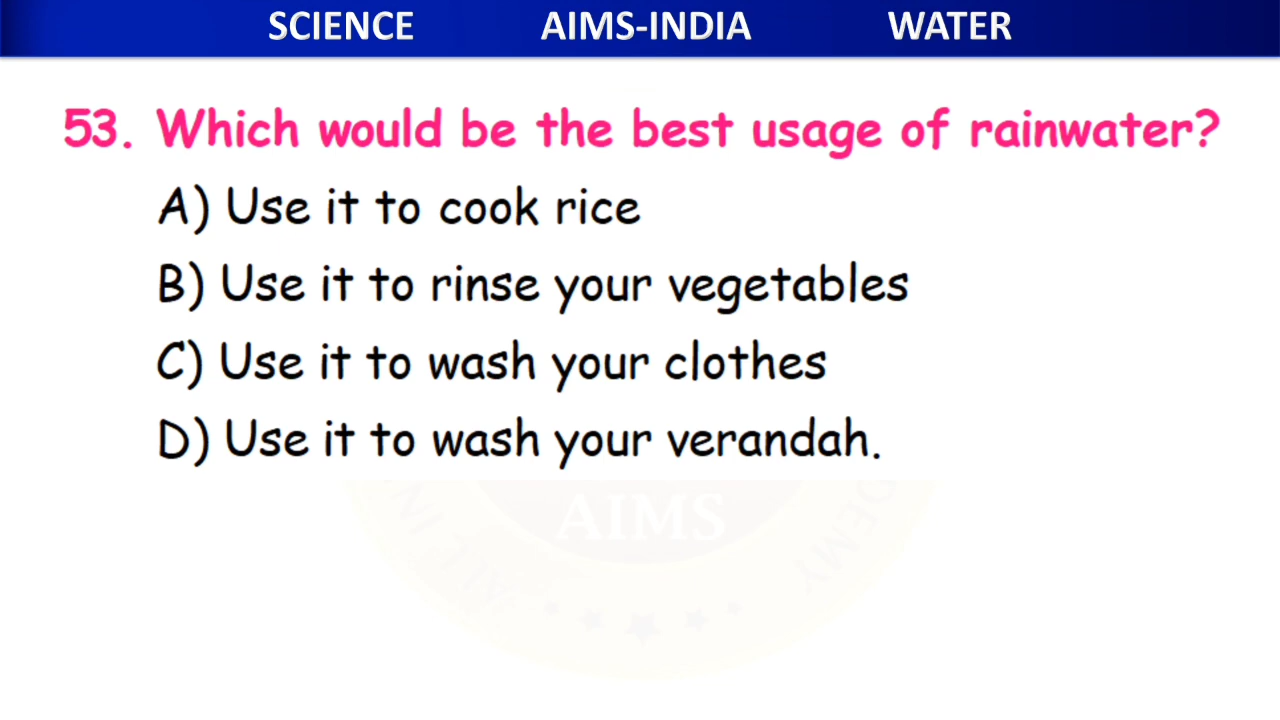 SCIENCE AIMS-INDIA WATER
53. Which would be the best usage of rainwater?
A) Use it to cook rice
B) Use it to rinse your vegetables
C) Use it to wash your clothes
D) Use it to wash your verandah.
AIMS